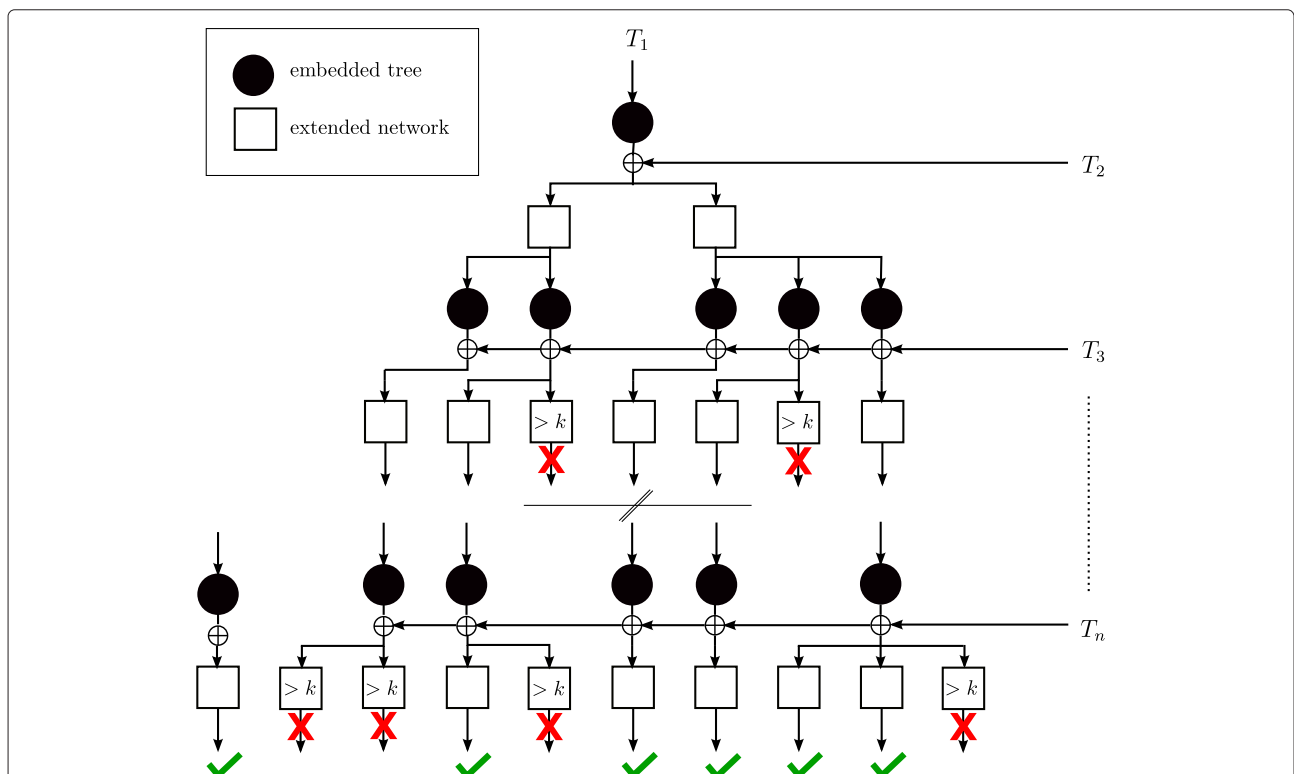 T₁
embedded tree
extended network
T₂
T₃
> k
> k
Tₙ
> k
> k
> k
> k